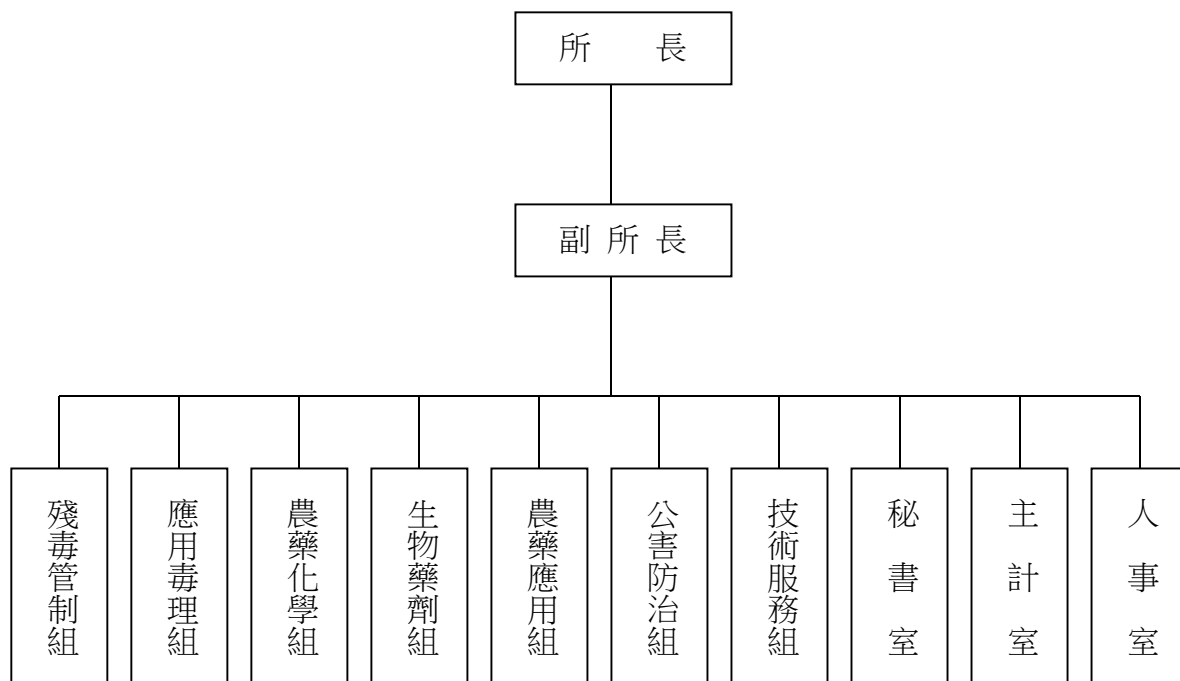 所長
副所長
殘毒管制組
應用毒理組
農藥化學組
生物藥劑組
農藥應用組
公害防治組
技術服務組
秘書室
主計室
人事室